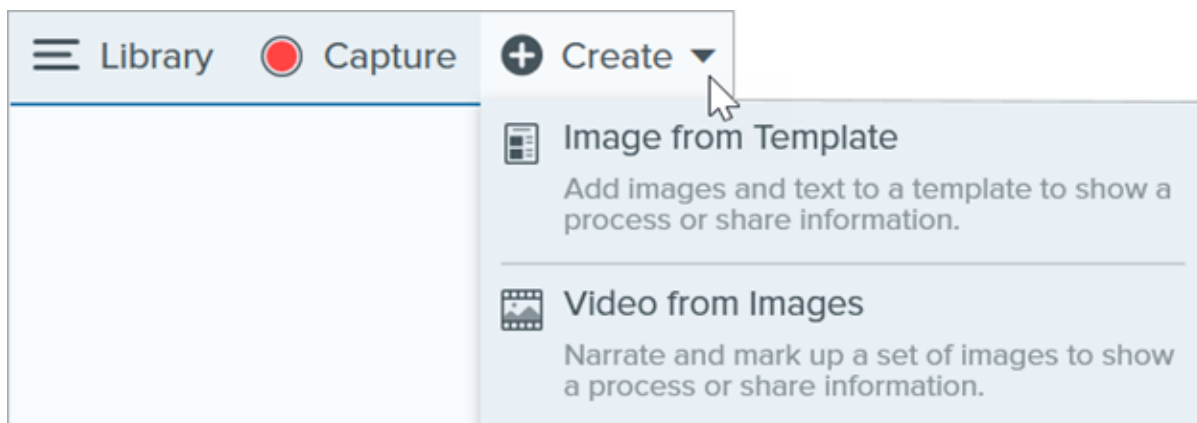 Library Capture Create
Image from Template
Add images and text to a template to show a
process or share information.
Video from Images
Narrate and mark up a set of images to show
a process or share information.